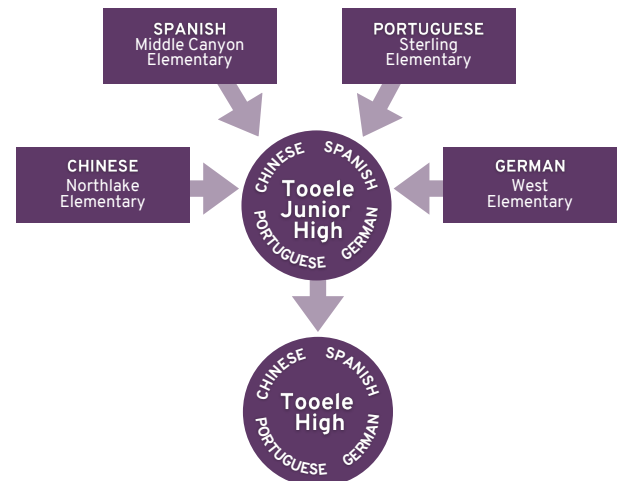 SPANISH
Middle Canyon
Elementary
PORTUGUESE
Sterling
Elementary
CHINESE
Northlake
Elementary
GERMAN
West
Elementary
CHINESE SPANISH
Tooele
Junior
High
PORTUGUESE GERMAN
CHINESE SPANISH
Tooele
High
PORTUGUESE GERMAN